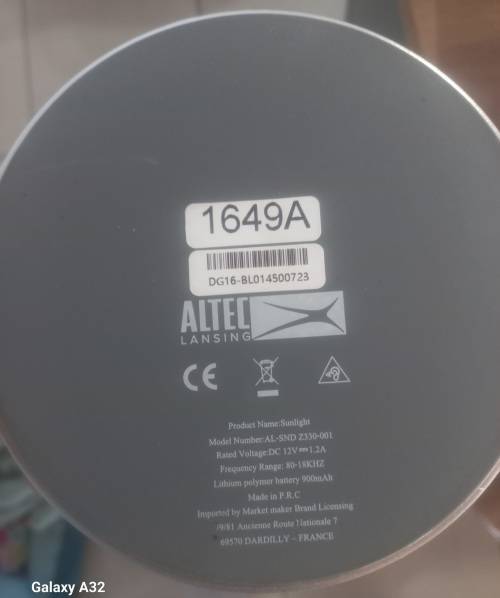 1649A
DG16-BL014500723
ALTEC
LANSING
CE
Product Name:Sunlight
Model Number:AL-SND Z330-001
Rated Voltage:DC 12V⎓1.2A
Frequency Range: 80-18KHZ
Lithium polymer battery 900mAh
Made in P.R.C
Imported by Market maker Brand Licensing
/9/81 Ancienne Route Nationale 7
69570 DARDILLY – FRANCE
Galaxy A32